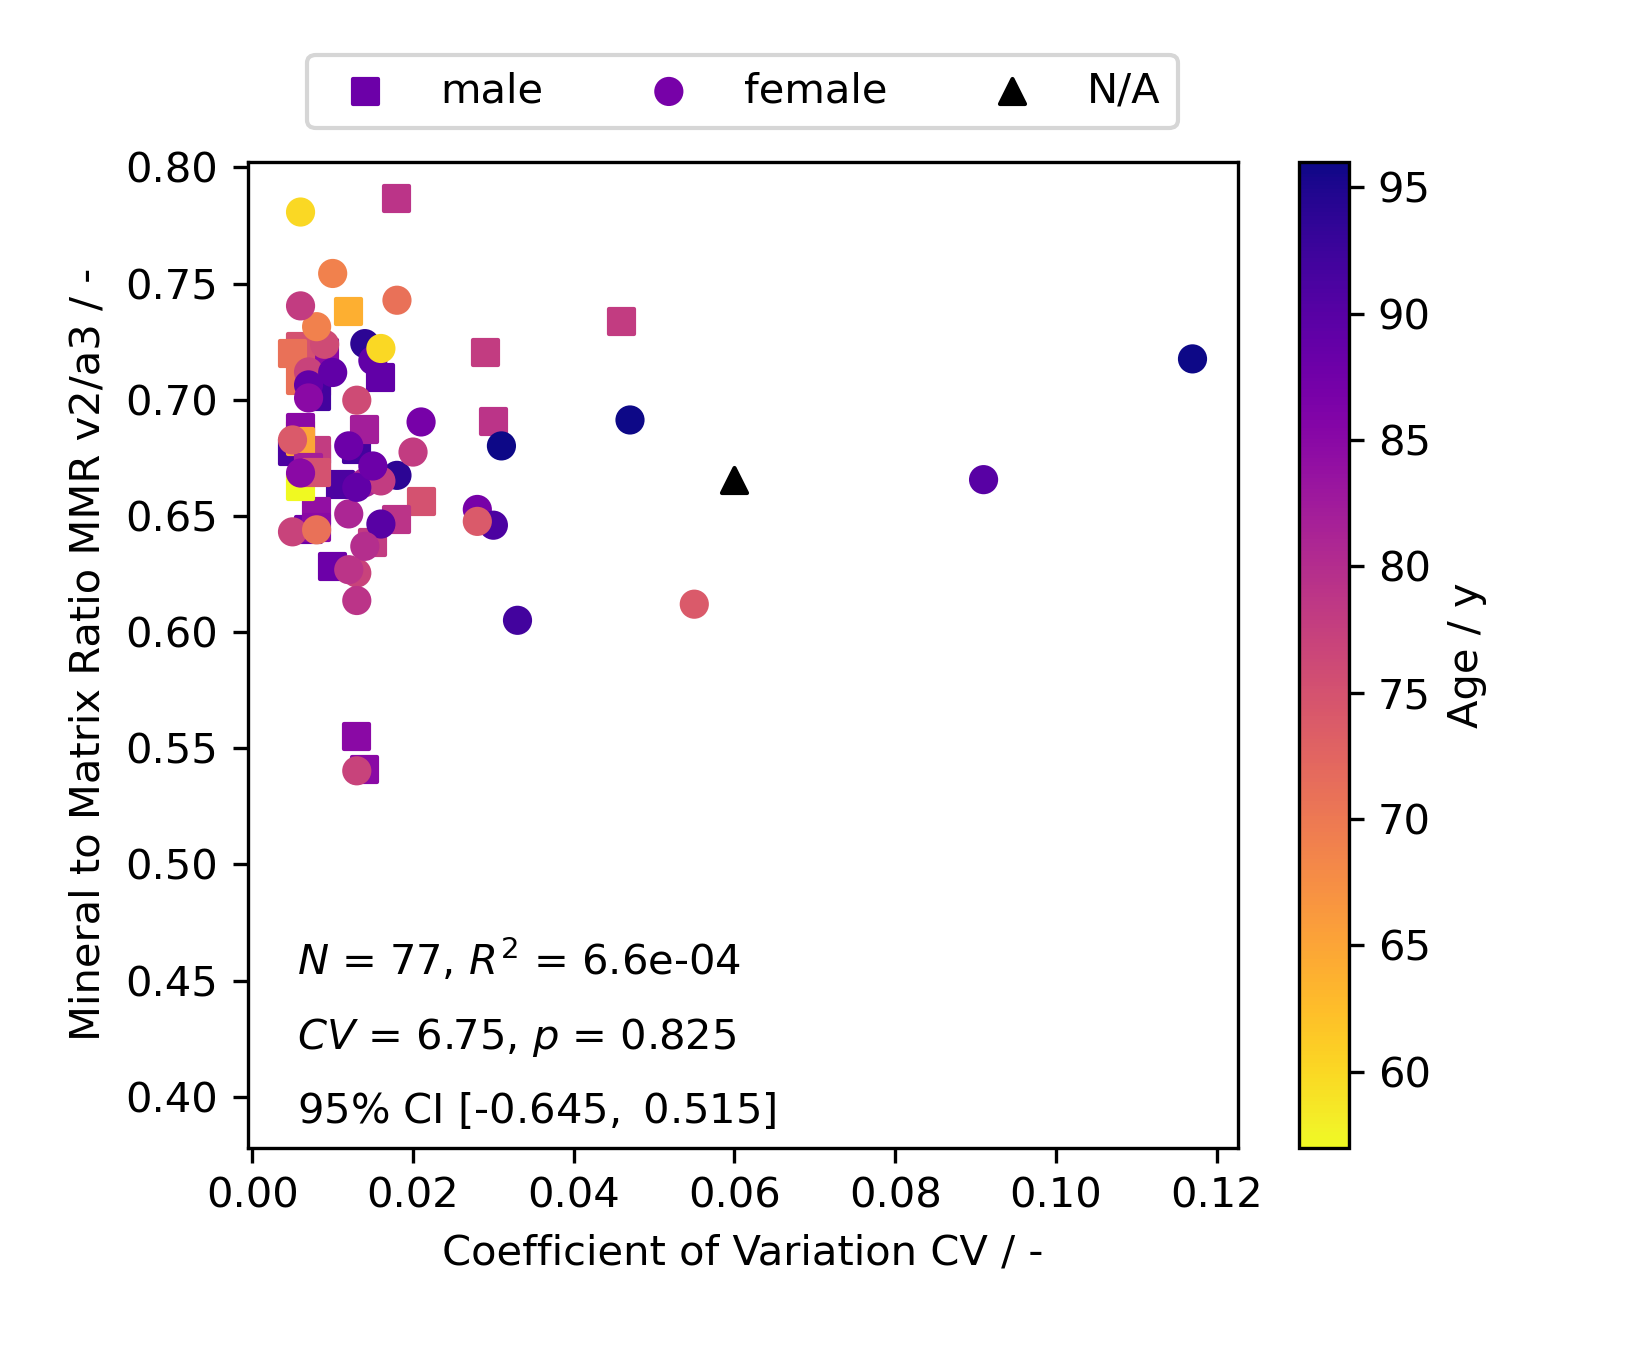 male female N/A
0.80
0.75
0.70
0.65
0.60
0.55
0.50
0.45
0.40
Mineral to Matrix Ratio MMR v2/a3 / -
N = 77, R² = 6.6e-04
CV = 6.75, p = 0.825
95% CI [-0.645, 0.515]
0.00 0.02 0.04 0.06 0.08 0.10 0.12
Coefficient of Variation CV / -
95
90
85
80
75
70
65
60
Age / y